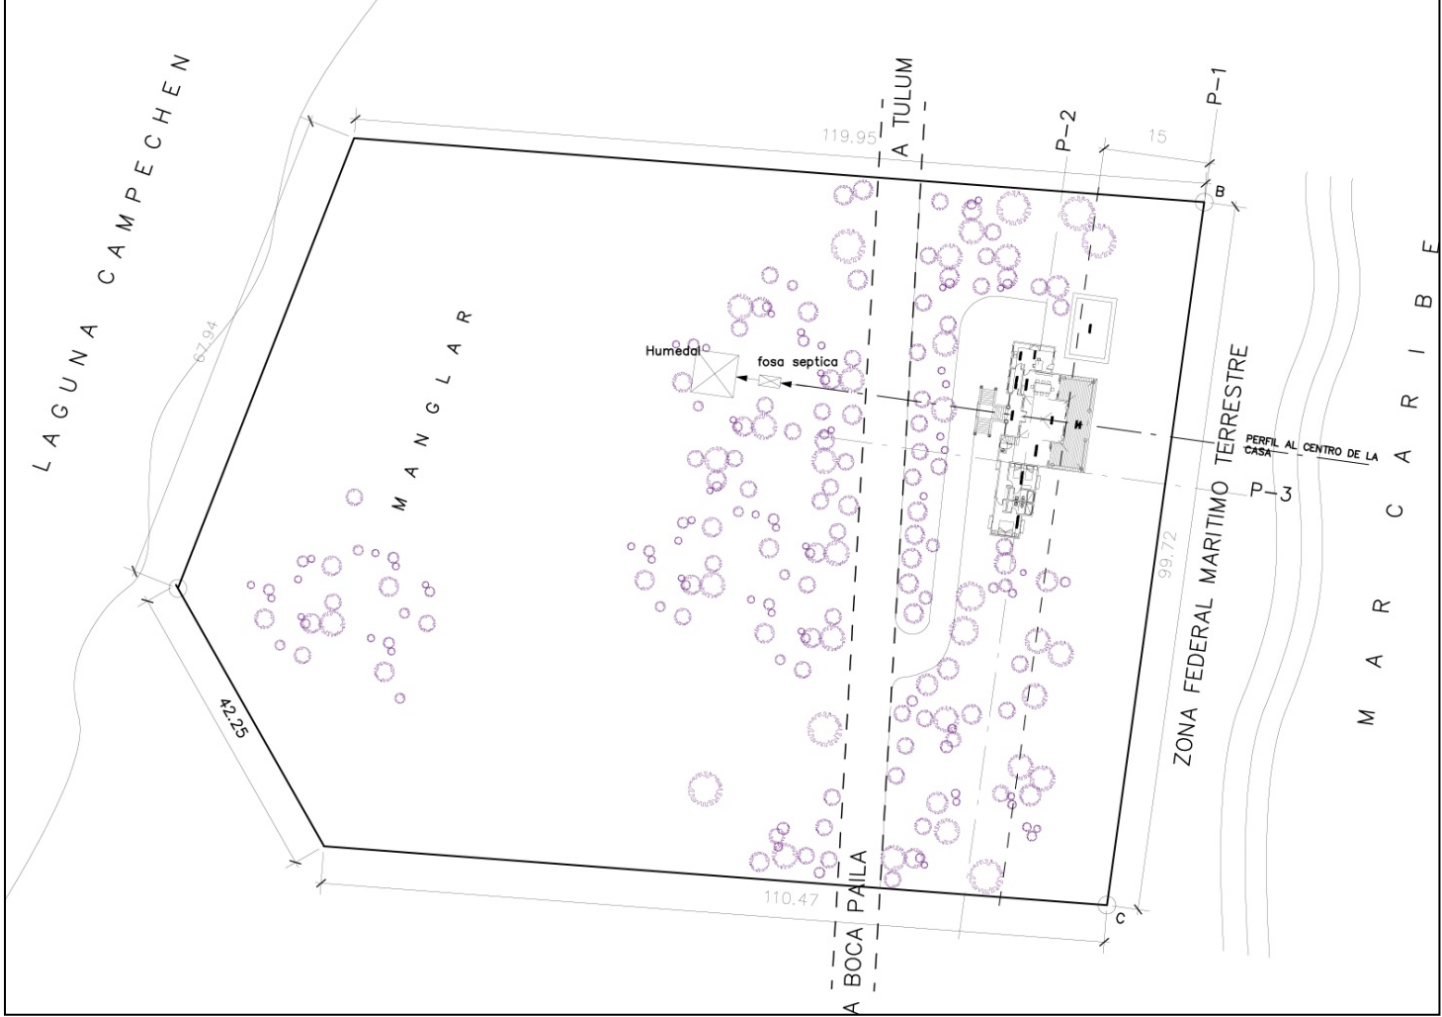 LAGUNA CAMPECHEN
MANGLAR
67.94
42.25
119.95
A TULUM
P-2
P-1
15
B
Humedal
fosa septica
PERFIL AL CENTRO DE LA
CASA
P-3
99.72
ZONA FEDERAL MARITIMO TERRESTRE
MAR CARIBE
110.47
A BOCA PAILA
C